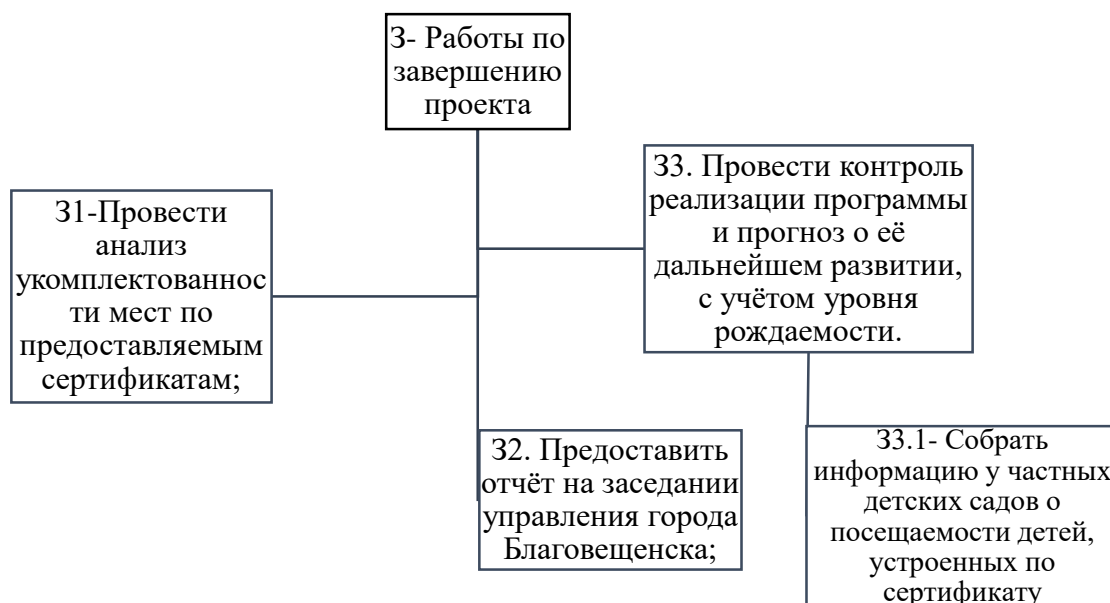 З- Работы по
завершению
проекта
З1-Провести
анализ
укомплектованнос
ти мест по
предоставляемым
сертификатам;
З3. Провести контроль
реализации программы
и прогноз о её
дальнейшем развитии,
с учётом уровня
рождаемости.
З2. Предоставить
отчёт на заседании
управления города
Благовещенска;
З3.1- Собрать
информацию у частных
детских садов о
посещаемости детей,
устроенных по
сертификату